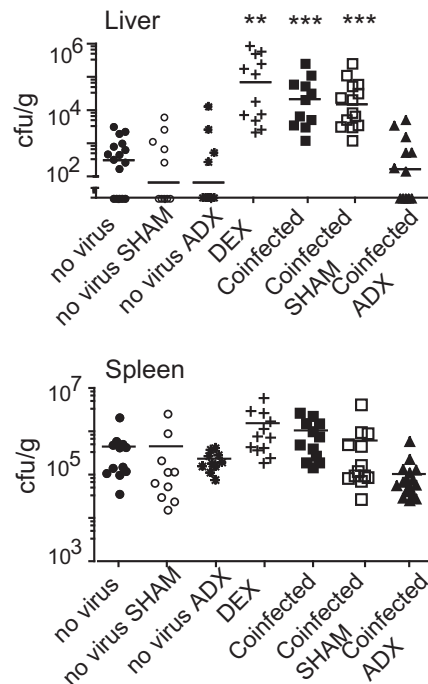 Liver
** *** ***
cfu/g
10^6
10^4
10^2
no virus
no virus SHAM
no virus ADX
DEX
Coinfected
Coinfected
SHAM
Coinfected
ADX
Spleen
cfu/g
10^7
10^5
10^3
no virus
no virus SHAM
no virus ADX
DEX
Coinfected
Coinfected
SHAM
Coinfected
ADX